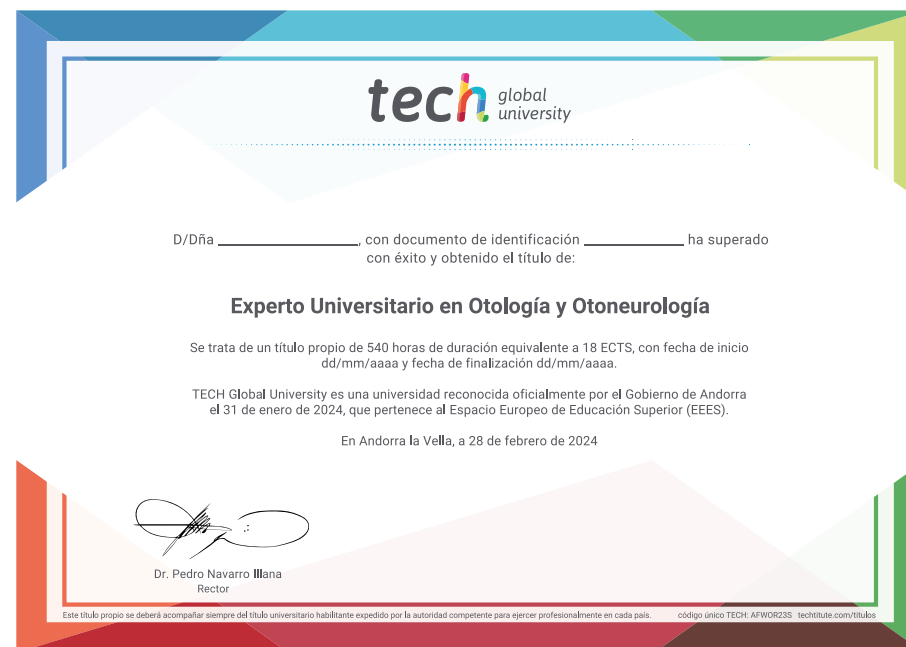 tech global university
D/Dña ____________________, con documento de identificación ______________ ha superado
con éxito y obtenido el título de:
Experto Universitario en Otología y Otoneurología
Se trata de un título propio de 540 horas de duración equivalente a 18 ECTS, con fecha de inicio
dd/mm/aaaa y fecha de finalización dd/mm/aaaa.
TECH Global University es una universidad reconocida oficialmente por el Gobierno de Andorra
el 31 de enero de 2024, que pertenece al Espacio Europeo de Educación Superior (EEES).
En Andorra la Vella, a 28 de febrero de 2024
Dr. Pedro Navarro Illana
Rector
Este título propio se deberá acompañar siempre del título universitario habilitante expedido por la autoridad competente para ejercer profesionalmente en cada país. código único TECH: AFWOR23S techtitute.com/titulos